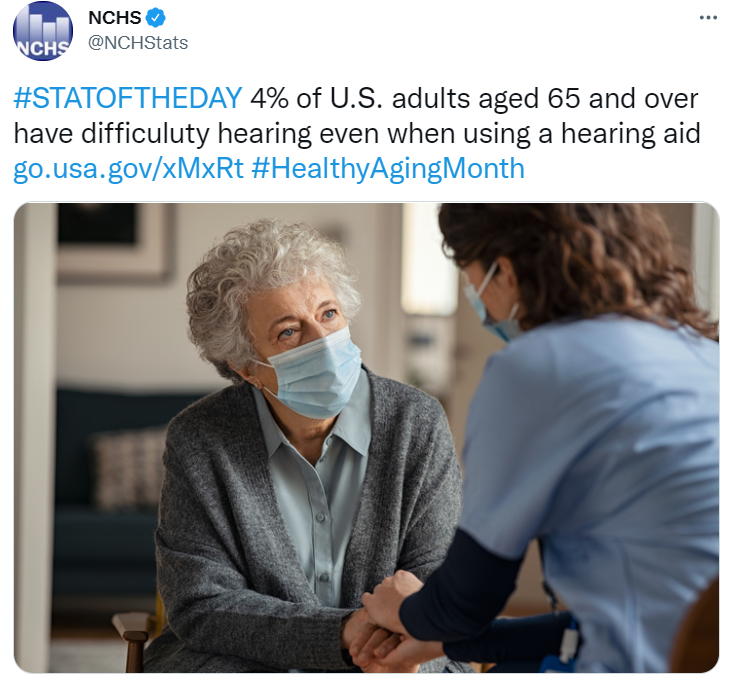 NCHS
NCHS
@NCHStats
#STATOFTHEDAY 4% of U.S. adults aged 65 and over
have difficuluty hearing even when using a hearing aid
go.usa.gov/xMxRt #HealthyAgingMonth